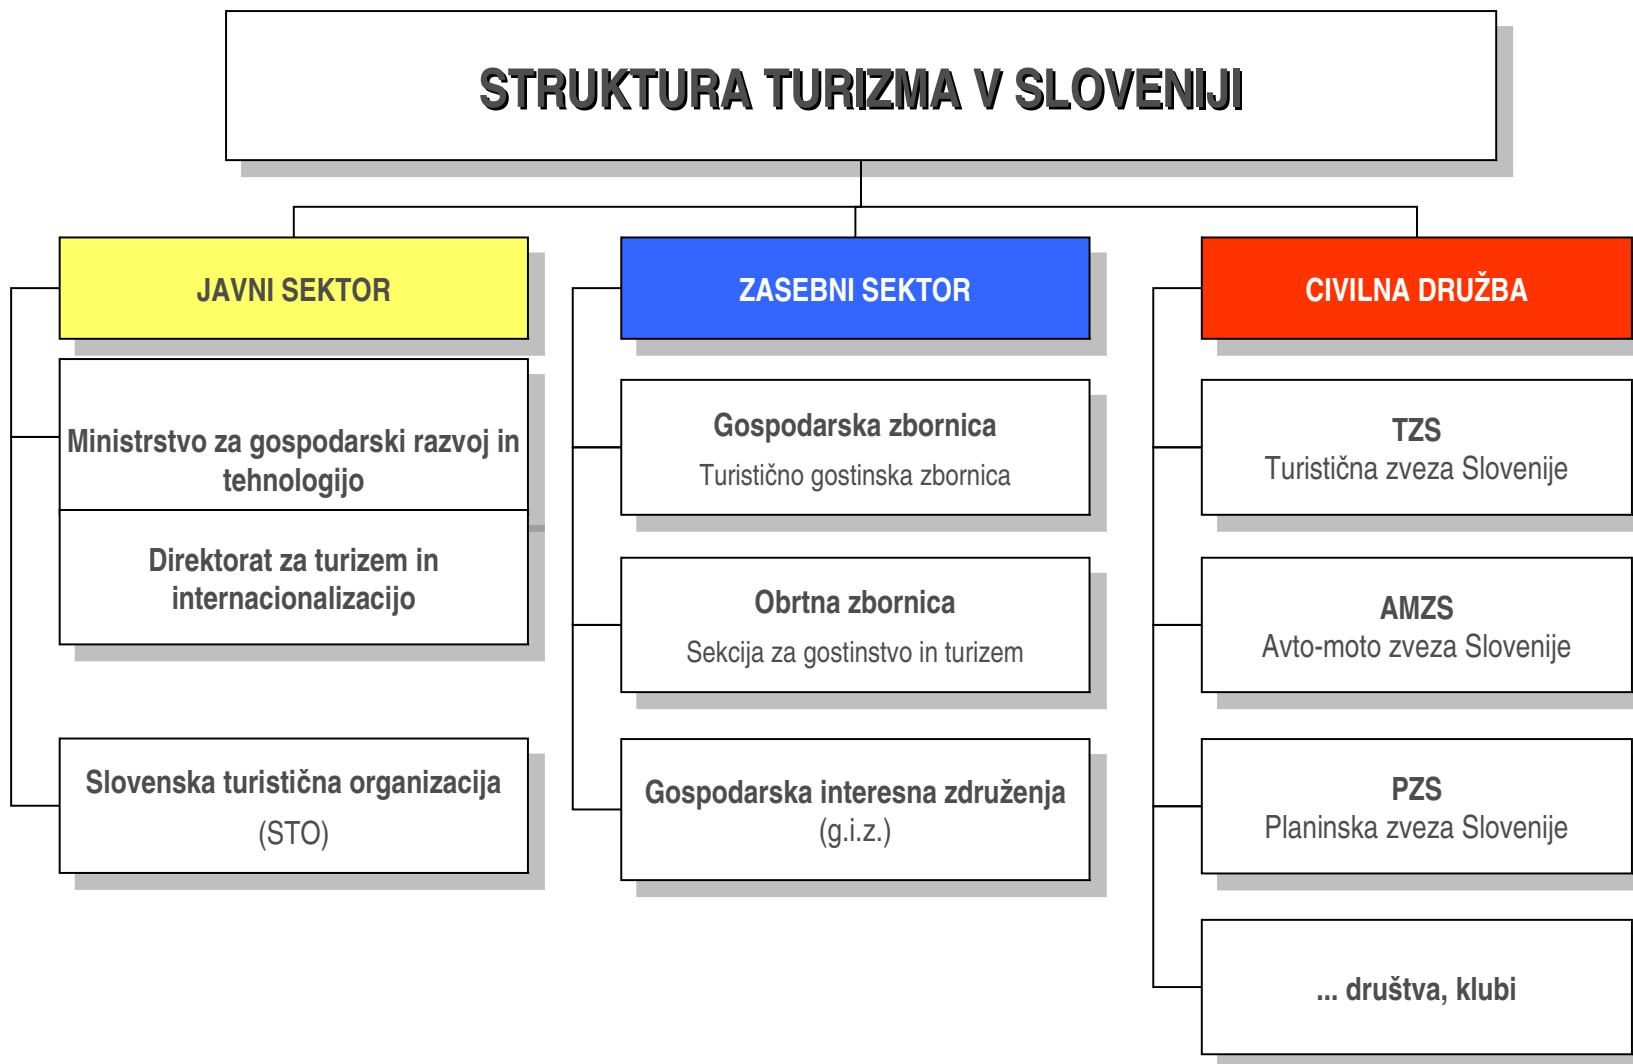 STRUKTURA TURIZMA V SLOVENIJI
JAVNI SEKTOR
Ministrstvo za gospodarski razvoj in
tehnologijo
Direktorat za turizem in
internacionalizacijo
Slovenska turistična organizacija
(STO)
ZASEBNI SEKTOR
Gospodarska zbornica
Turistično gostinska zbornica
Obrtna zbornica
Sekcija za gostinstvo in turizem
Gospodarska interesna združenja
(g.i.z.)
CIVILNA DRUŽBA
TZS
Turistična zveza Slovenije
AMZS
Avto-moto zveza Slovenije
PZS
Planinska zveza Slovenije
... društva, klubi